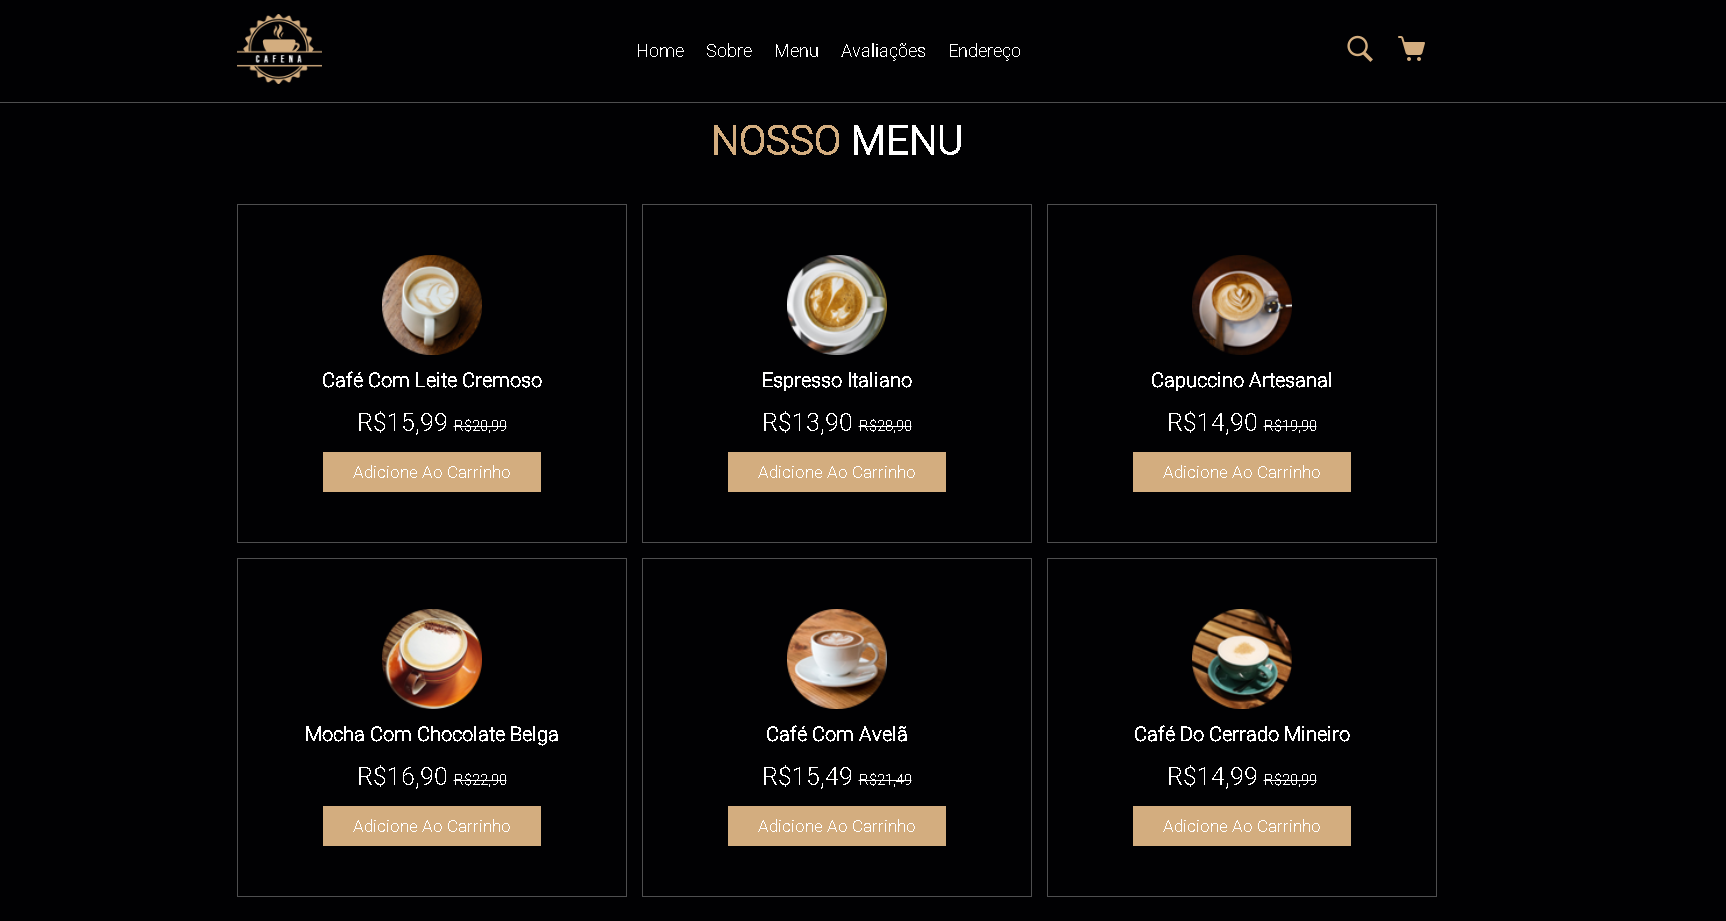 CAFENA
Home Sobre Menu Avaliações Endereço
NOSSO MENU
Café Com Leite Cremoso
R$15,99 R$20,99
Adicione Ao Carrinho
Espresso Italiano
R$13,90 R$28,90
Adicione Ao Carrinho
Capuccino Artesanal
R$14,90 R$19,90
Adicione Ao Carrinho
Mocha Com Chocolate Belga
R$16,90 R$22,90
Adicione Ao Carrinho
Café Com Avelã
R$15,49 R$21,49
Adicione Ao Carrinho
Café Do Cerrado Mineiro
R$14,99 R$20,99
Adicione Ao Carrinho